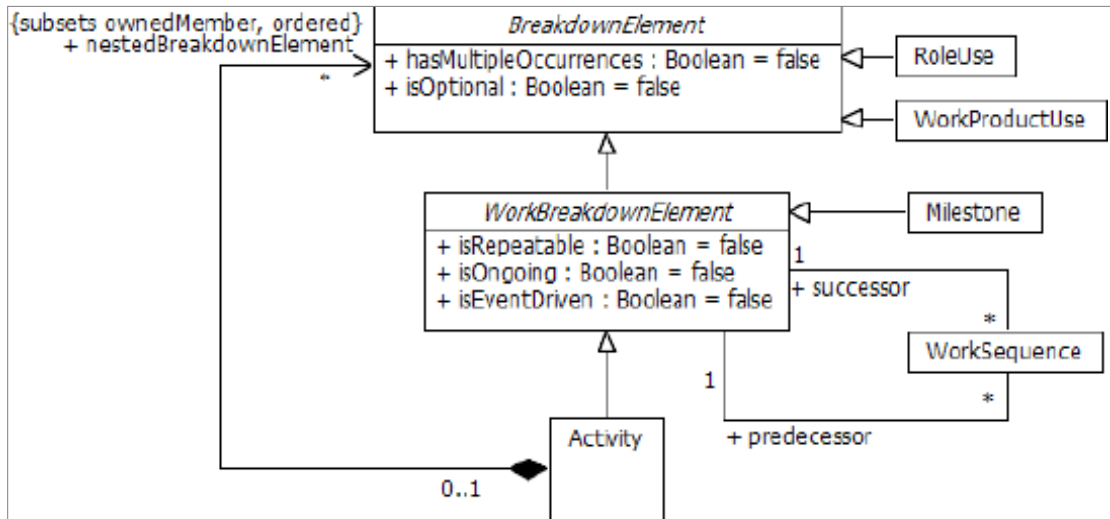 {subsets ownedMember, ordered}
+ nestedBreakdownElement
*
BreakdownElement
+ hasMultipleOccurrences : Boolean = false
+ isOptional : Boolean = false
RoleUse
WorkProductUse
WorkBreakdownElement
+ isRepeatable : Boolean = false
+ isOngoing : Boolean = false
+ isEventDriven : Boolean = false
Milestone
1
+ successor
*
WorkSequence
*
1
+ predecessor
Activity
0..1